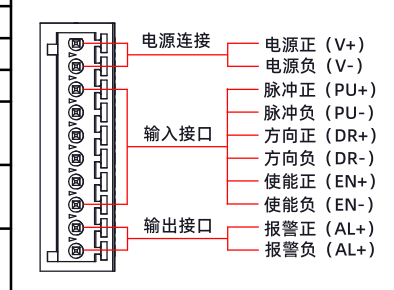 电源连接
电源正（V+）
电源负（V-）
输入接口
脉冲正（PU+）
脉冲负（PU-）
方向正（DR+）
方向负（DR-）
使能正（EN+）
使能负（EN-）
输出接口
报警正（AL+）
报警负（AL+）